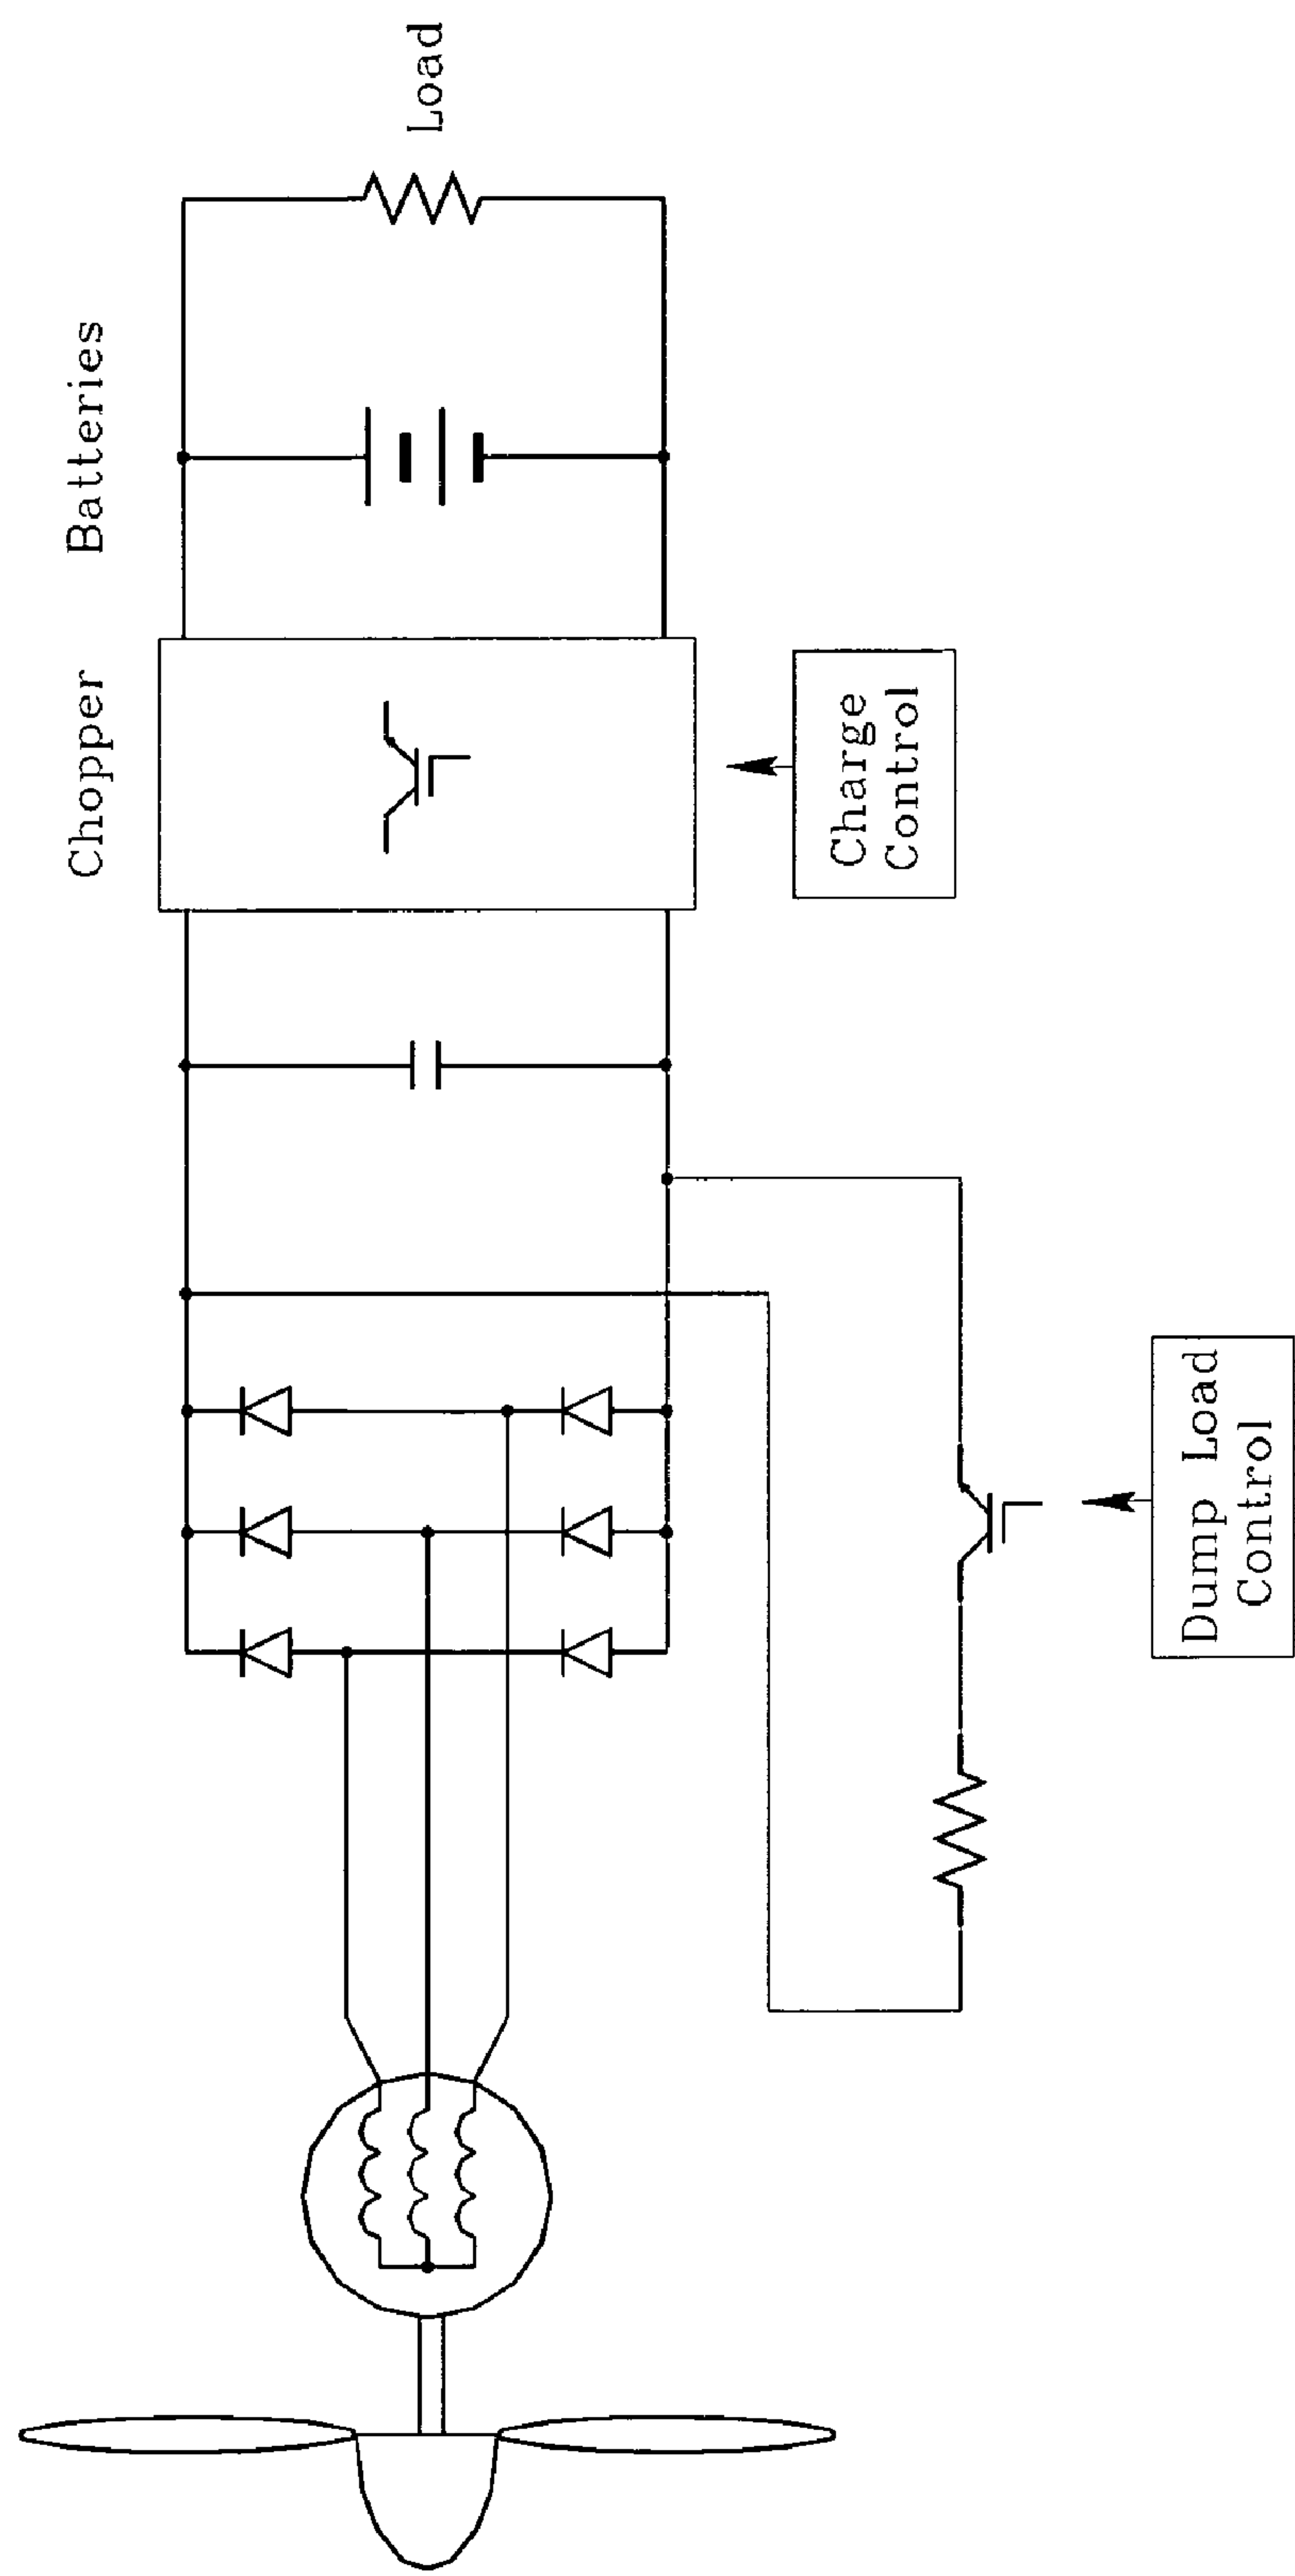 Chopper
Batteries
Load
Charge
Control
Dump Load
Control